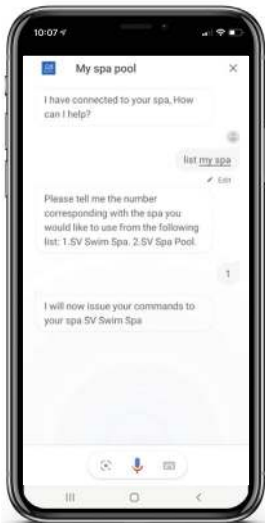 10:07
My spa pool
I have connected to your spa, How
can I help?
list my spa
Edit
Please tell me the number
corresponding with the spa you
would like to use from the following
list: 1.SV Swim Spa. 2.SV Spa Pool.
1
I will now issue your commands to
your spa SV Swim Spa